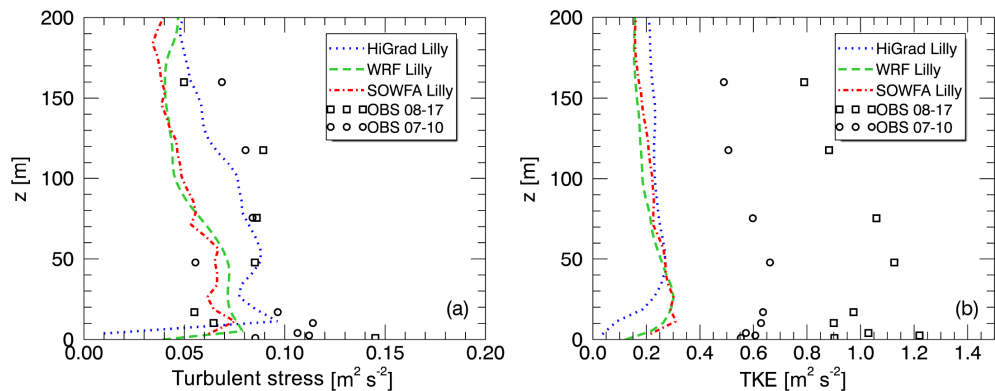 200
150
100
50
0
z [m]
HiGrad Lilly
WRF Lilly
SOWFA Lilly
OBS 08-17
OBS 07-10
(a)
0.00 0.05 0.10 0.15 0.20
Turbulent stress [m² s⁻²]
200
150
100
50
0
z [m]
HiGrad Lilly
WRF Lilly
SOWFA Lilly
OBS 08-17
OBS 07-10
(b)
0.0 0.2 0.4 0.6 0.8 1.0 1.2 1.4
TKE [m² s⁻²]